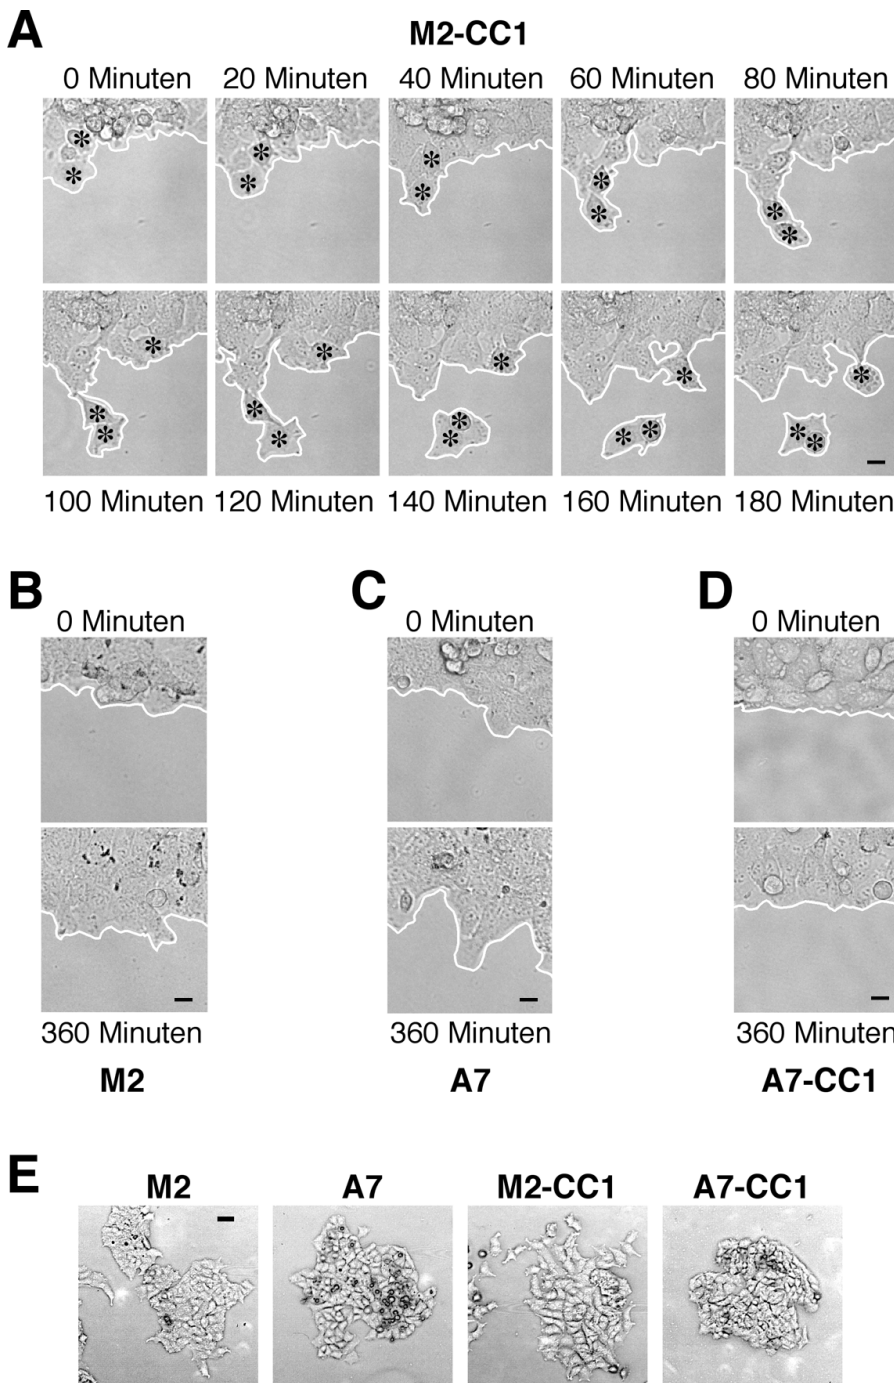 A
M2-CC1
0 Minuten 20 Minuten 40 Minuten 60 Minuten 80 Minuten
100 Minuten 120 Minuten 140 Minuten 160 Minuten 180 Minuten
B C D
0 Minuten 0 Minuten 0 Minuten
360 Minuten 360 Minuten 360 Minuten
M2 A7 A7-CC1
E
M2 A7 M2-CC1 A7-CC1